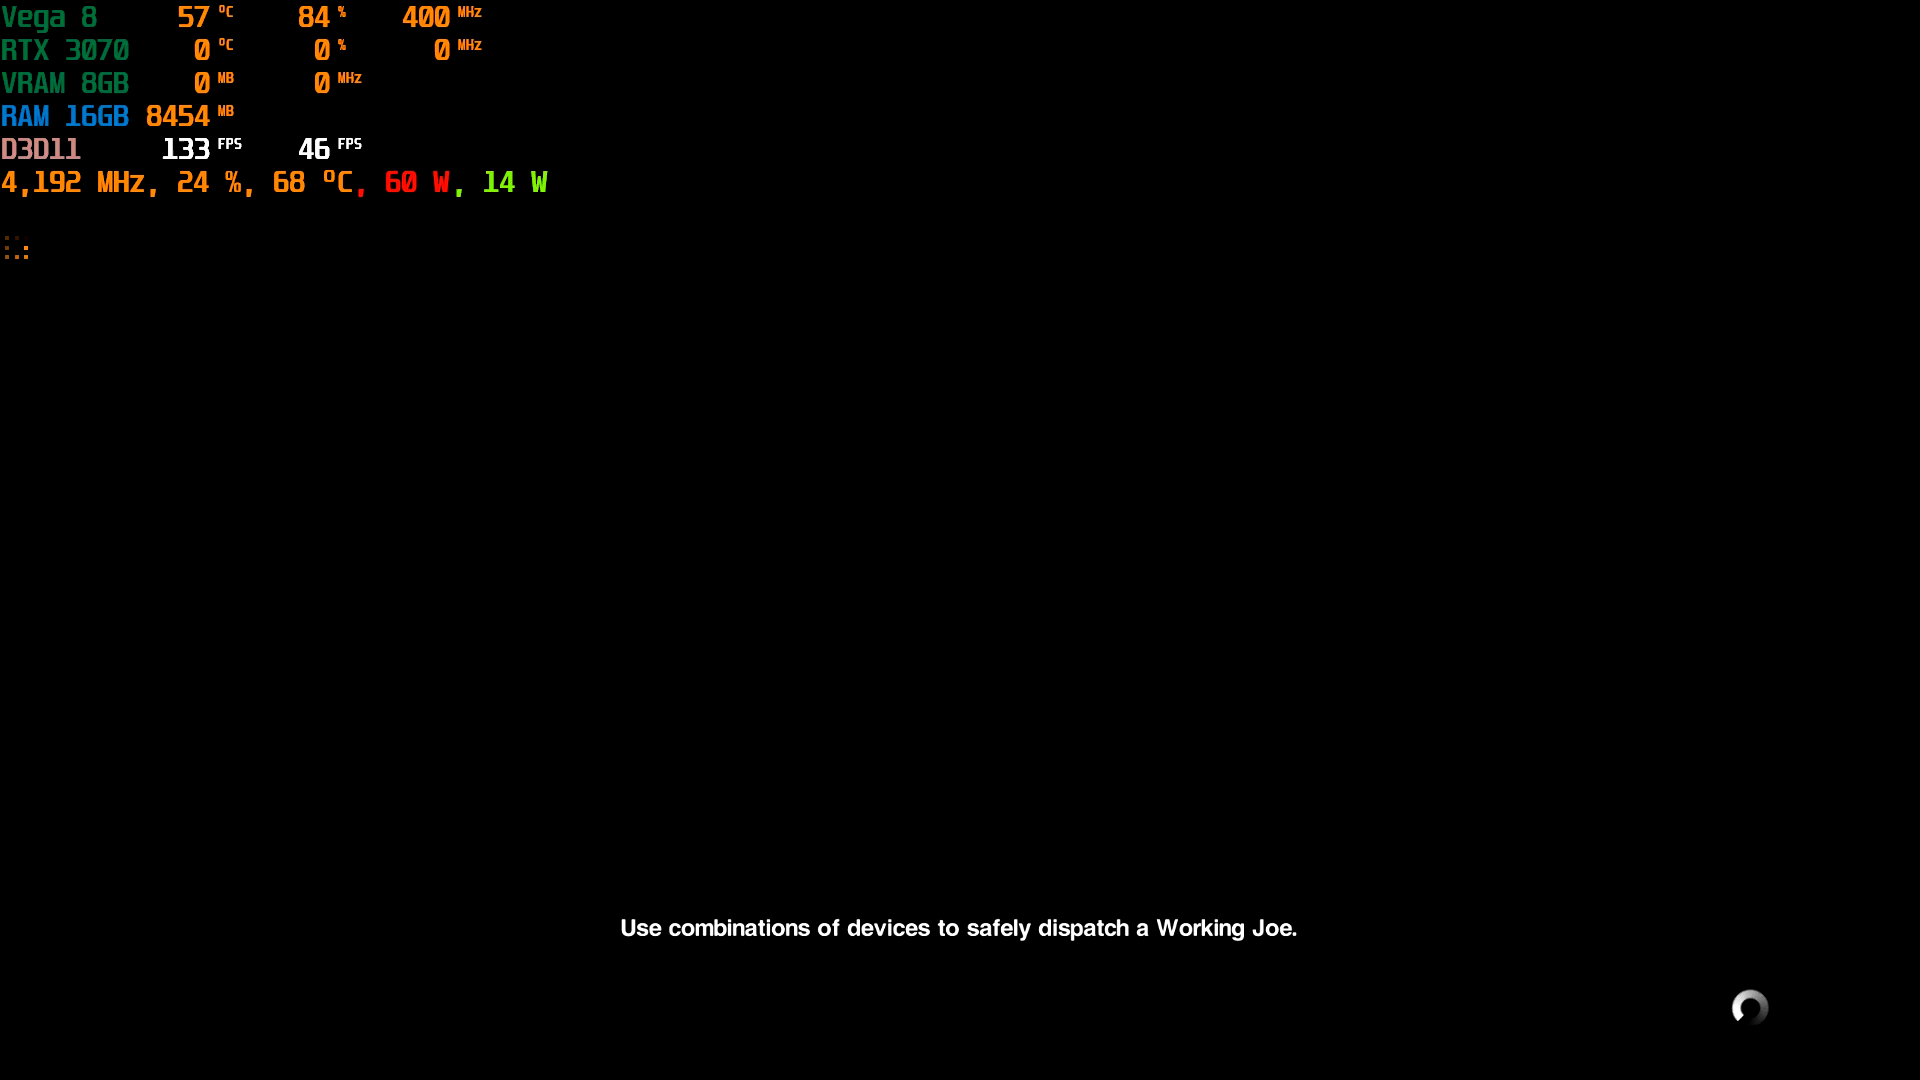 Vega 8 57 °C 84 % 400 MHz
RTX 3070 0 °C 0 % 0 MHz
VRAM 8GB 0 MB 0 MHz
RAM 16GB 8454 MB
D3D11 133 FPS 46 FPS
4,192 MHz, 24 %, 68 °C, 60 W, 14 W
Use combinations of devices to safely dispatch a Working Joe.